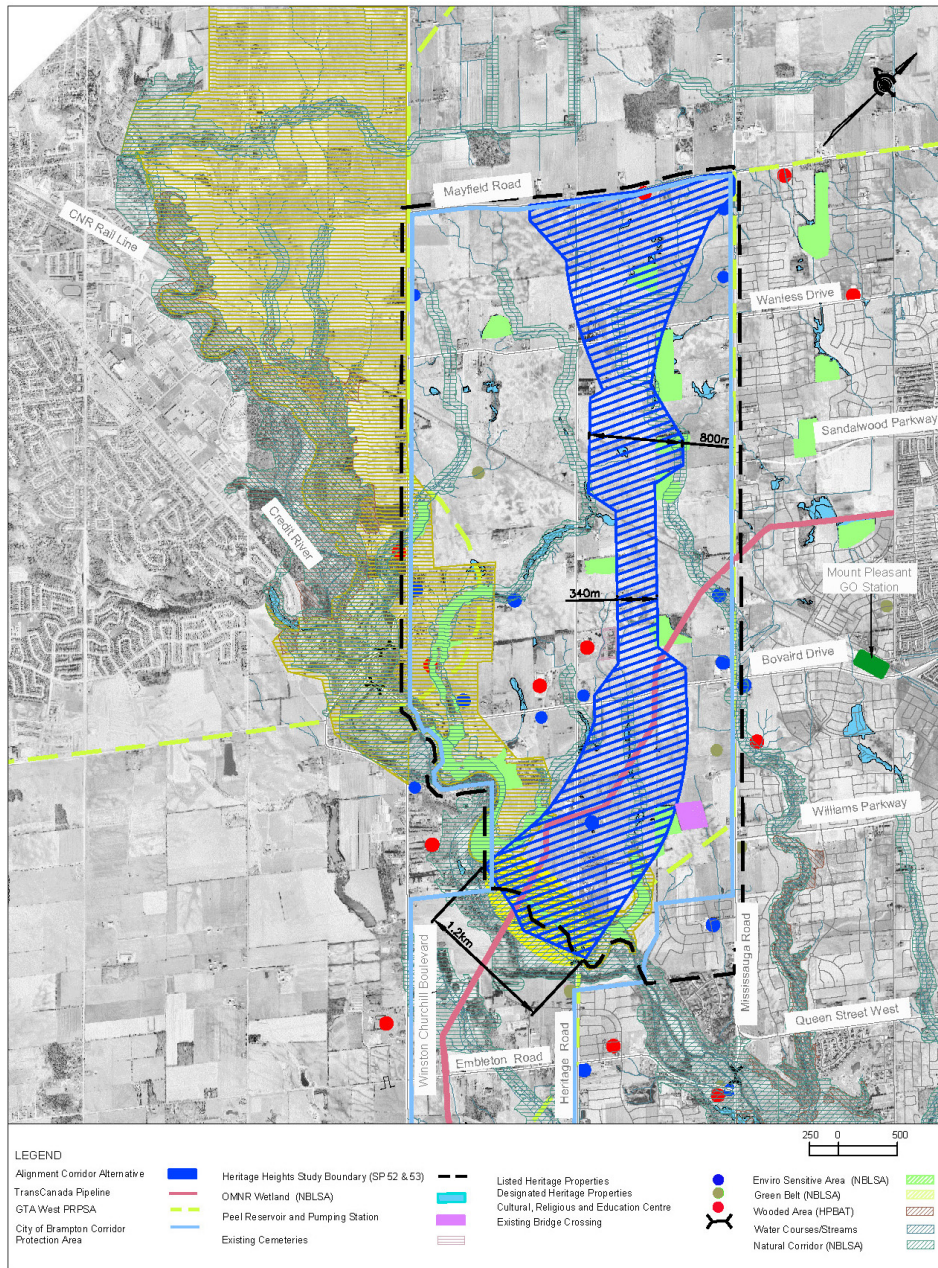 Mayfield Road
CNR Rail Line
Wanless Drive
Sandalwood Parkway
800m
Credit River
Mount Pleasant
GO Station
340m
Bovaird Drive
Williams Parkway
1.2km
Winston Churchill Boulevard
Mississauga Road
Queen Street West
Heritage Road
Embleton Road
250 0 500
LEGEND
Alignment Corridor Alternative
TransCanada Pipeline
GTA West PRPSA
City of Brampton Corridor
Protection Area
Heritage Heights Study Boundary (SP 52 & 53)
OMNR Wetland (NBLSA)
Peel Reservoir and Pumping Station
Existing Cemeteries
Listed Heritage Properties
Designated Heritage Properties
Cultural, Religious and Education Centre
Existing Bridge Crossing
Enviro Sensitive Area (NBLSA)
Green Belt (NBLSA)
Wooded Area (HPBAT)
Water Courses/Streams
Natural Corridor (NBLSA)